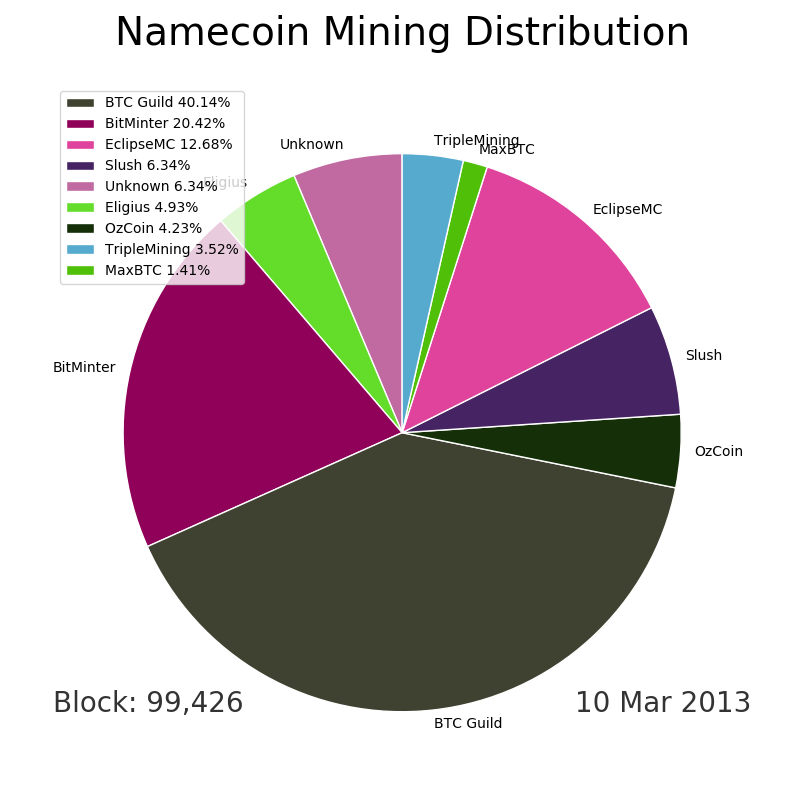 Namecoin Mining Distribution
BTC Guild 40.14%
BitMinter 20.42%
EclipseMC 12.68%
Slush 6.34%
Unknown 6.34%
Eligius 4.93%
OzCoin 4.23%
TripleMining 3.52%
MaxBTC 1.41%
Eligius
Unknown
TripleMining
MaxBTC
EclipseMC
BitMinter
Slush
OzCoin
BTC Guild
Block: 99,426
10 Mar 2013